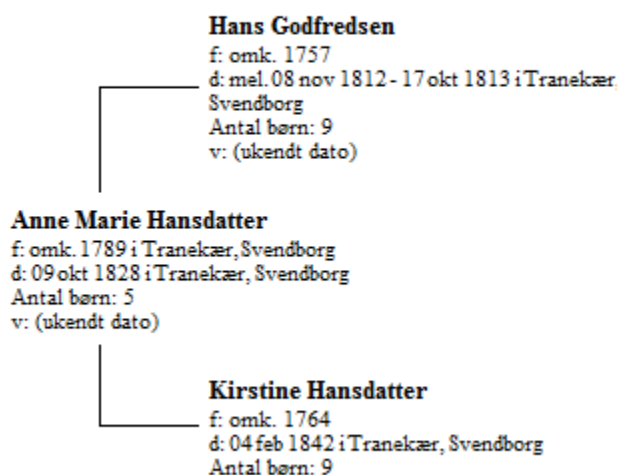 Hans Godfredsen
f: omk. 1757
d: mel. 08 nov 1812 - 17 okt 1813 i Tranekær,
Svendborg
Antal børn: 9
v: (ukendt dato)
Anne Marie Hansdatter
f: omk. 1789 i Tranekær, Svendborg
d: 09 okt 1828 i Tranekær, Svendborg
Antal børn: 5
v: (ukendt dato)
Kirstine Hansdatter
f: omk. 1764
d: 04 feb 1842 i Tranekær, Svendborg
Antal børn: 9